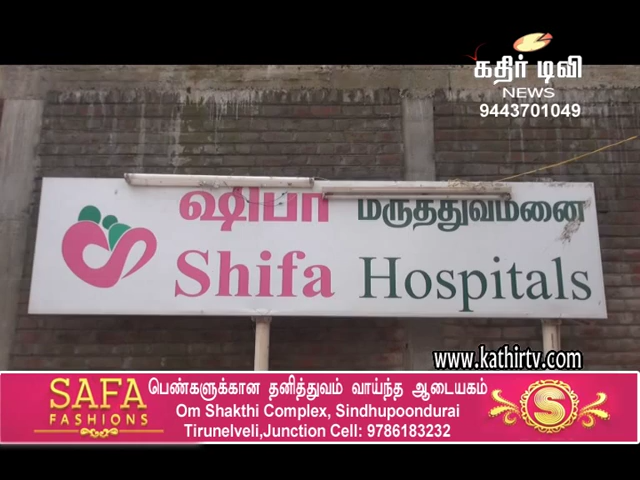 கதிர் டிவி
NEWS
9443701049
ஷிபா மருத்துவமனை
Shifa Hospitals
www.kathirtv.com
SAFA
FASHIONS
பெண்களுக்கான தனித்துவம் வாய்ந்த ஆடையகம்
Om Shakthi Complex, Sindhupoondurai
Tirunelveli,Junction Cell: 9786183232
S